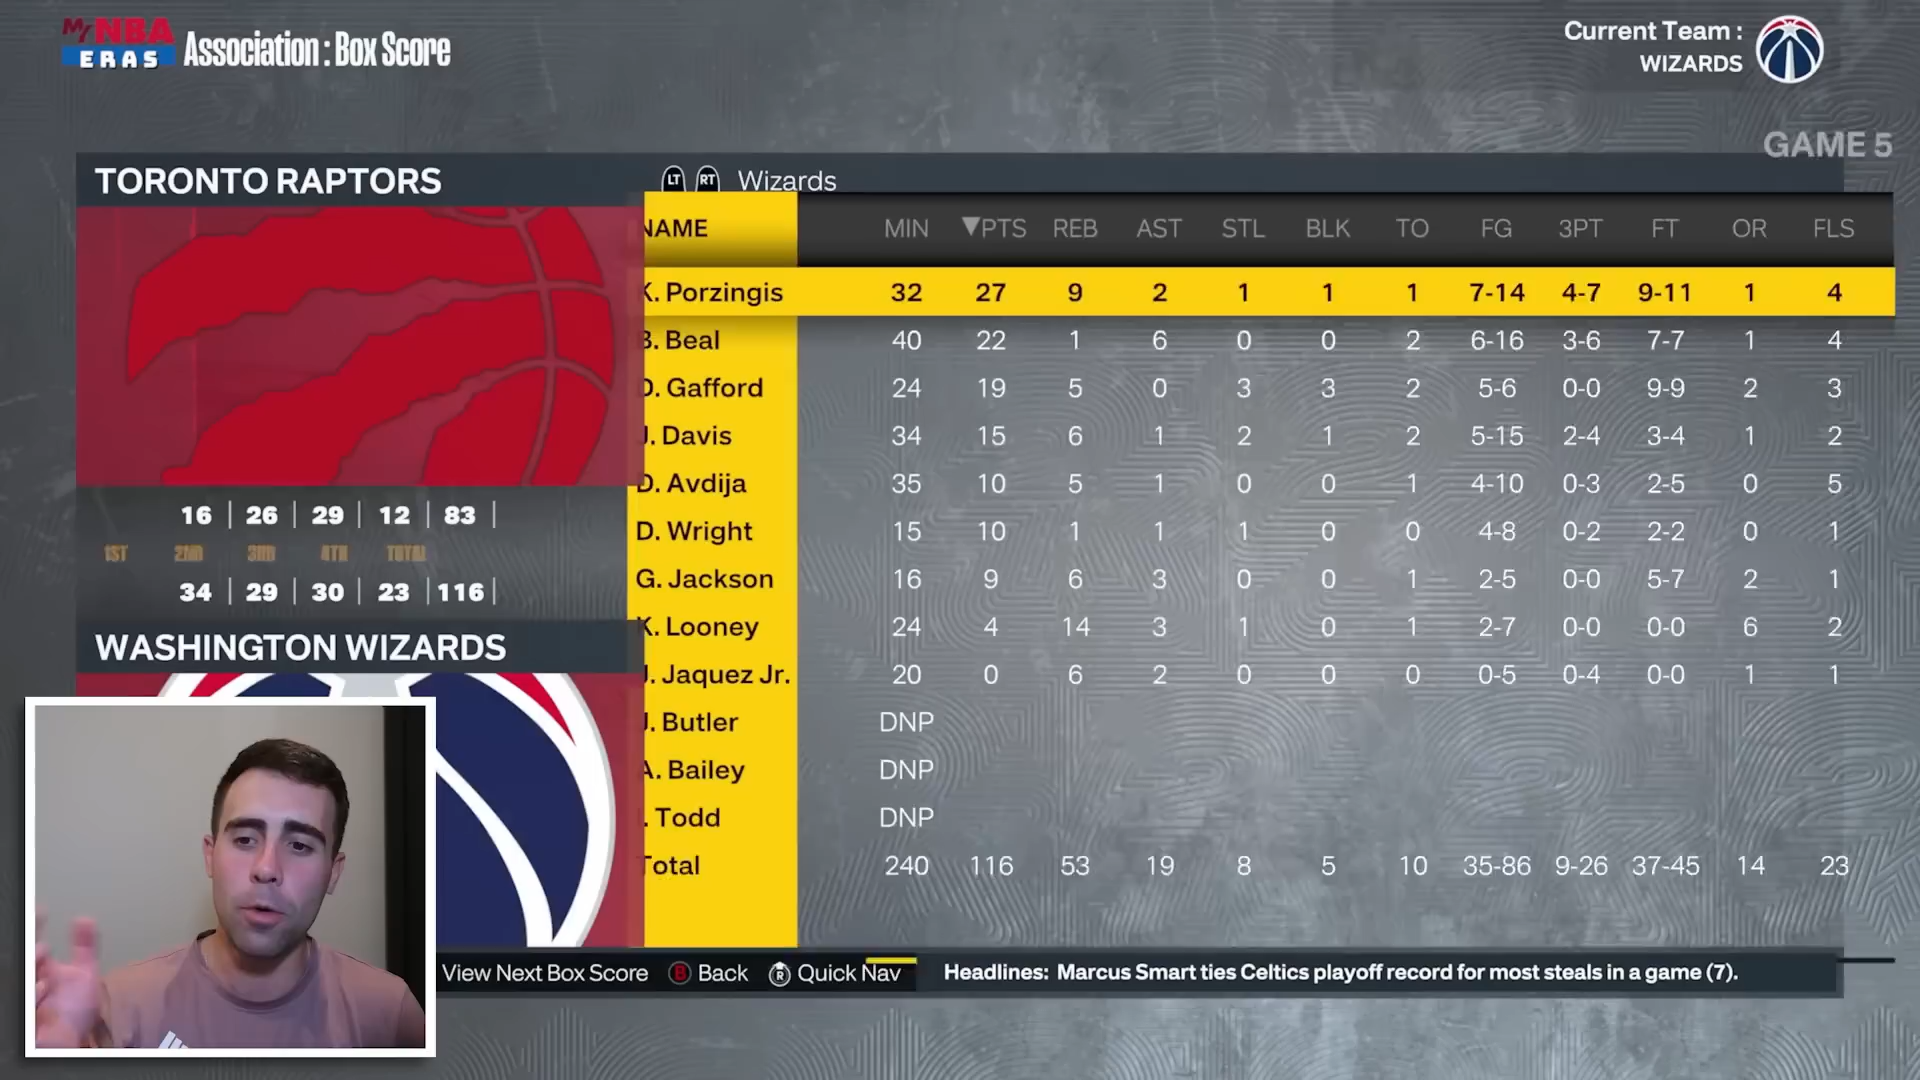 My NBA
ERAS
Association : Box Score
Current Team :
WIZARDS
GAME 5
TORONTO RAPTORS
LT RT Wizards
NAME MIN ▼PTS REB AST STL BLK TO FG 3PT FT OR FLS
K. Porzingis 32 27 9 2 1 1 1 7-14 4-7 9-11 1 4
B. Beal 40 22 1 6 0 0 2 6-16 3-6 7-7 1 4
D. Gafford 24 19 5 0 3 3 2 5-6 0-0 9-9 2 3
J. Davis 34 15 6 1 2 1 2 5-15 2-4 3-4 1 2
D. Avdija 35 10 5 1 0 0 1 4-10 0-3 2-5 0 5
D. Wright 15 10 1 1 1 0 0 4-8 0-2 2-2 0 1
G. Jackson 16 9 6 3 0 0 1 2-5 0-0 5-7 2 1
K. Looney 24 4 14 3 1 0 1 2-7 0-0 0-0 6 2
J. Jaquez Jr. 20 0 6 2 0 0 0 0-5 0-4 0-0 1 1
J. Butler DNP
A. Bailey DNP
. Todd DNP
Total 240 116 53 19 8 5 10 35-86 9-26 37-45 14 23
16 | 26 | 29 | 12 | 83 |
1ST 2ND 3RD 4TH TOTAL
34 | 29 | 30 | 23 | 116 |
WASHINGTON WIZARDS
View Next Box Score B Back R Quick Nav
Headlines: Marcus Smart ties Celtics playoff record for most steals in a game (7).